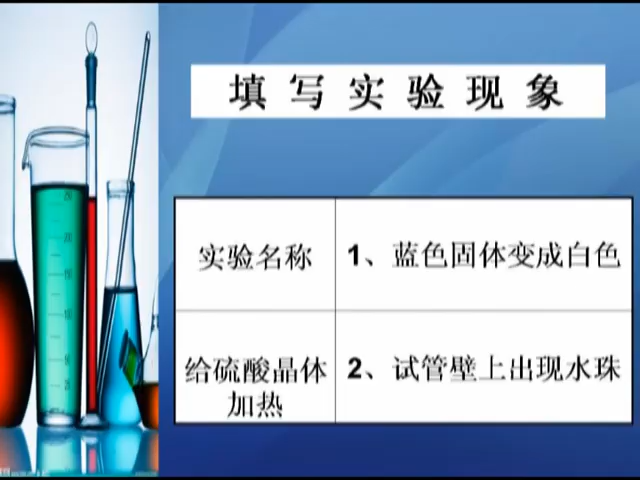 填写实验现象
实验名称
1、蓝色固体变成白色
给硫酸晶体
加热
2、试管壁上出现水珠